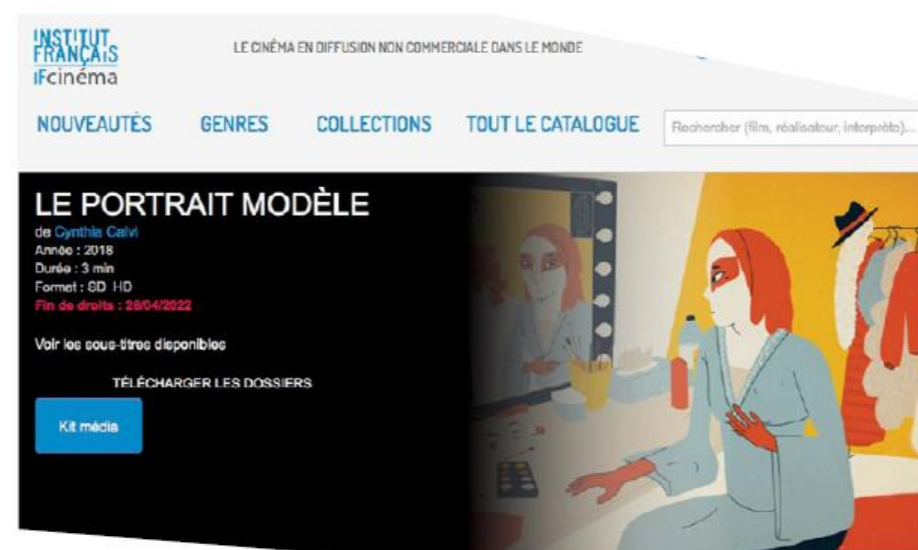 INSTITUT
FRANÇAIS
IFcinéma
LE CINÉMA EN DIFFUSION NON COMMERCIALE DANS LE MONDE
NOUVEAUTÉS GENRES COLLECTIONS TOUT LE CATALOGUE Rechercher (film, réalisateur, interprète)...
LE PORTRAIT MODÈLE
de Cynthia Calvi
Année : 2018
Durée : 3 min
Format : SD HD
Fin de droits : 28/04/2022
Voir les sous-titres disponibles
TÉLÉCHARGER LES DOSSIERS
Kit média